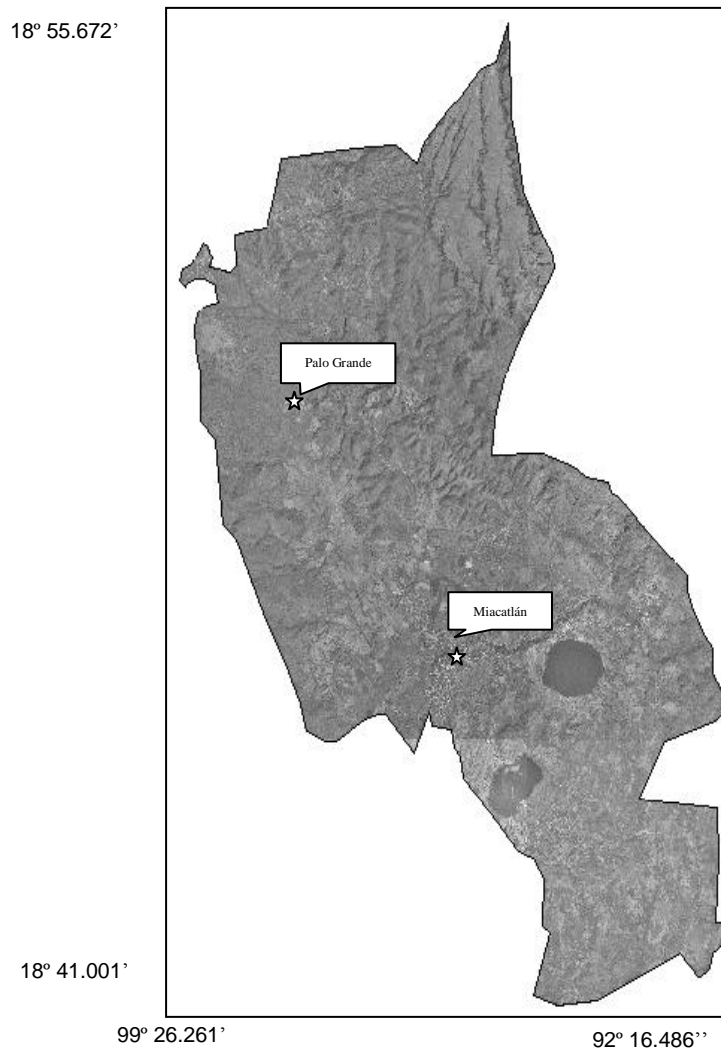 18º 55.672’
Palo Grande
Miacatlán
18º 41.001’
99º 26.261’
92º 16.486’’